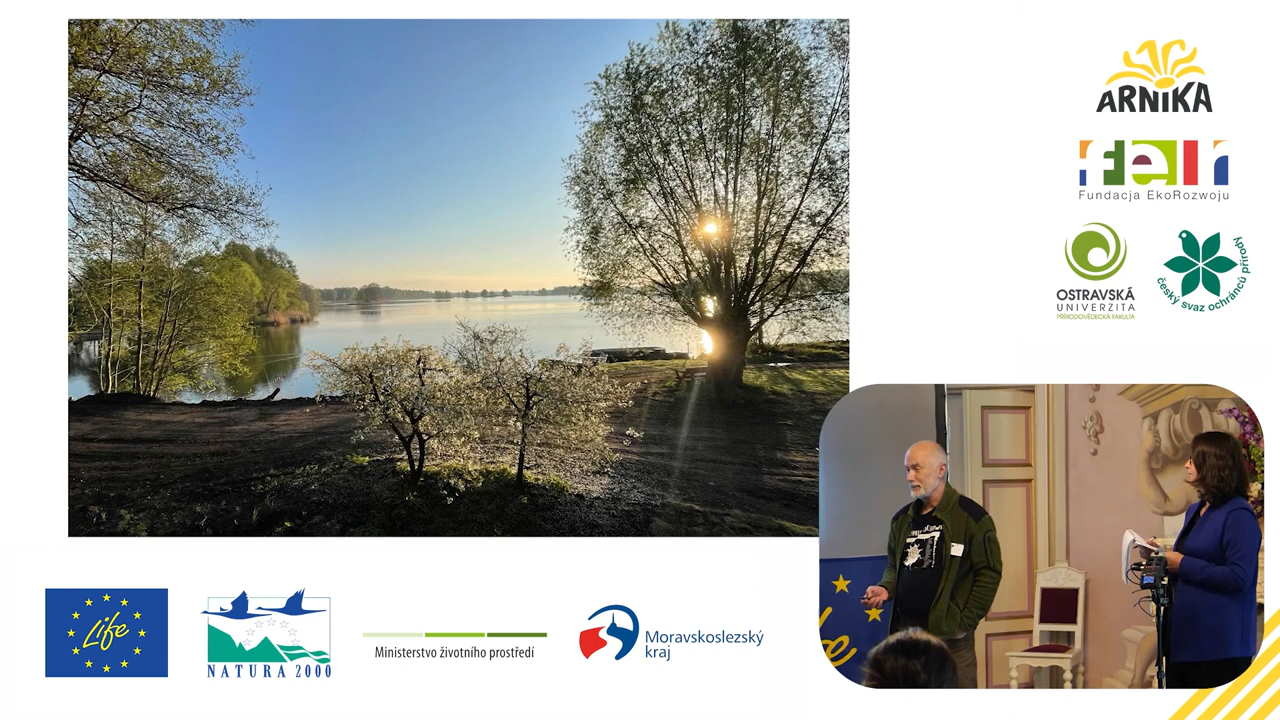 ARNIKA
fer
Fundacja EkoRozwoju
OSTRAVSKÁ
UNIVERZITA
PŘÍRODOVĚDECKÁ FAKULTA
český svaz ochránců přírody
Life
NATURA 2000
Ministerstvo životního prostředí
Moravskoslezský
kraj